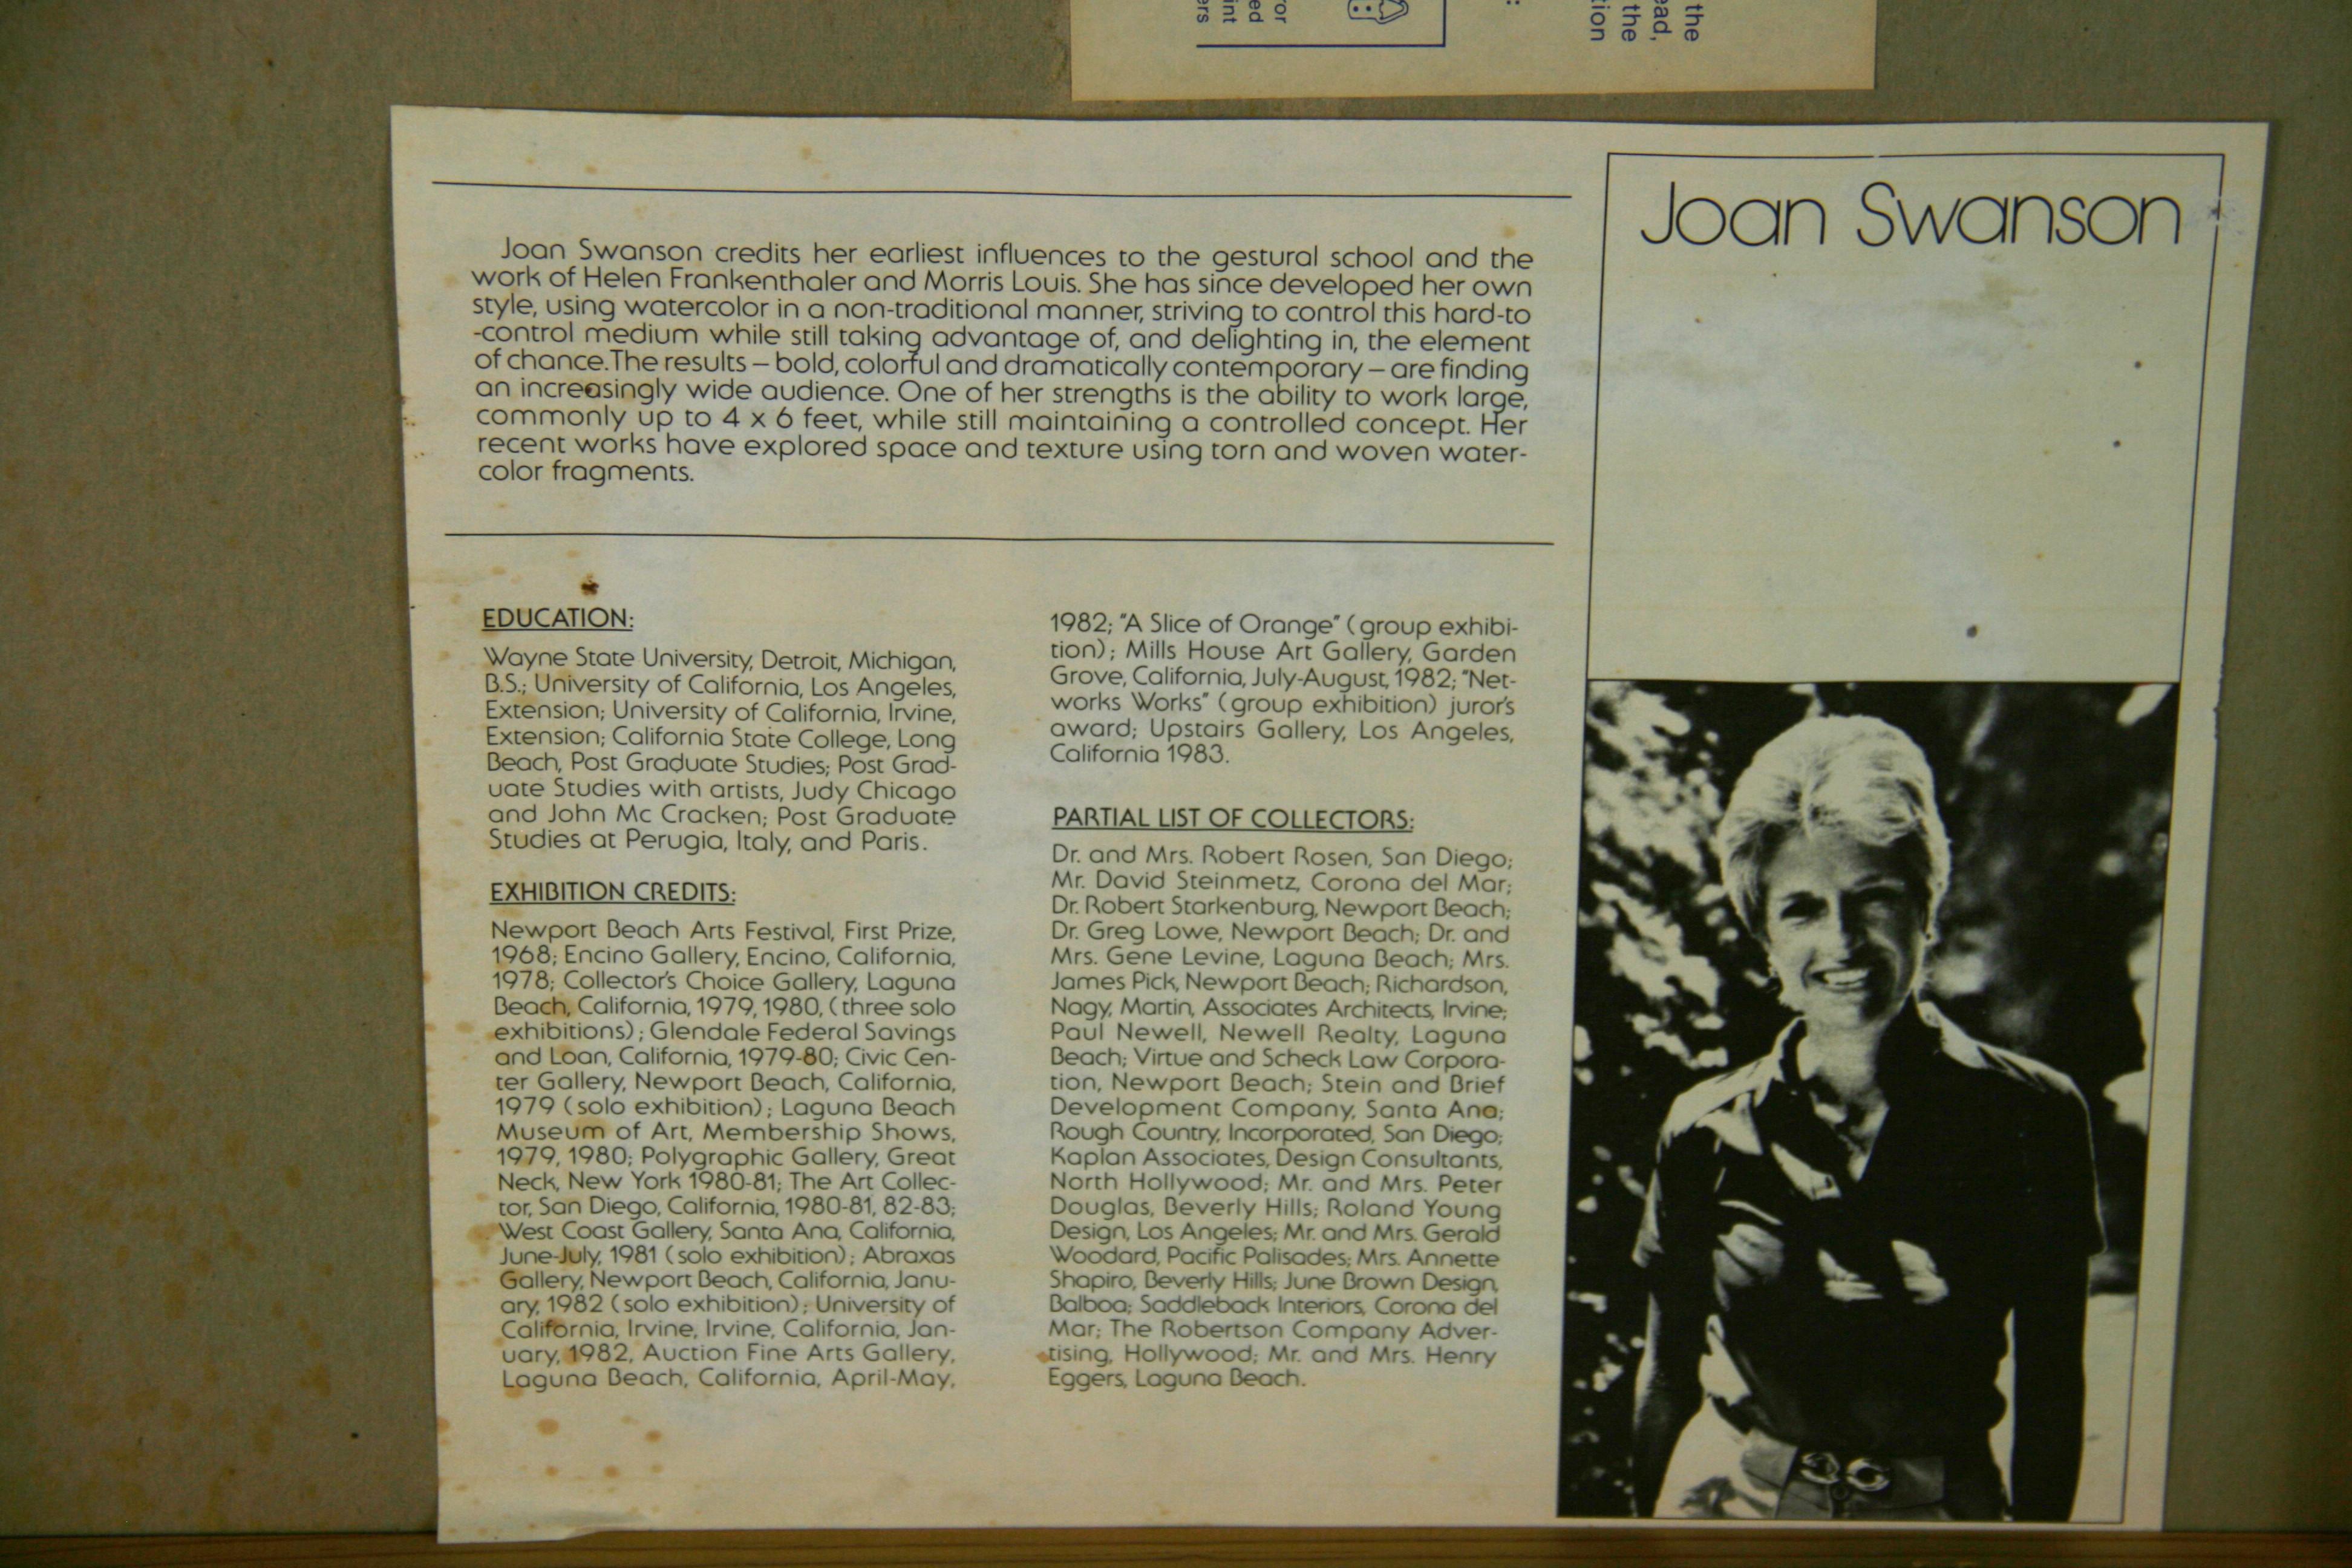 ror
ed
int
ers
:
the
ead,
the
tion
Joan Swanson
Joan Swanson credits her earliest influences to the gestural school and the
work of Helen Frankenthaler and Morris Louis. She has since developed her own
style, using watercolor in a non-traditional manner, striving to control this hard-to
-control medium while still taking advantage of, and delighting in, the element
of chance.The results – bold, colorful and dramatically contemporary – are finding
an increasingly wide audience. One of her strengths is the ability to work large,
commonly up to 4 x 6 feet, while still maintaining a controlled concept. Her
recent works have explored space and texture using torn and woven water-
color fragments.
EDUCATION:
Wayne State University, Detroit, Michigan,
B.S.; University of California, Los Angeles,
Extension; University of California, Irvine,
Extension; California State College, Long
Beach, Post Graduate Studies; Post Grad-
uate Studies with artists, Judy Chicago
and John Mc Cracken; Post Graduate
Studies at Perugia, Italy, and Paris.
EXHIBITION CREDITS:
Newport Beach Arts Festival, First Prize,
1968; Encino Gallery, Encino, California,
1978; Collector's Choice Gallery, Laguna
Beach, California, 1979, 1980, (three solo
exhibitions); Glendale Federal Savings
and Loan, California, 1979-80; Civic Cen-
ter Gallery, Newport Beach, California,
1979 (solo exhibition); Laguna Beach
Museum of Art, Membership Shows,
1979, 1980; Polygraphic Gallery, Great
Neck, New York 1980-81; The Art Collec-
tor, San Diego, California, 1980-81, 82-83;
West Coast Gallery, Santa Ana, California,
June-July, 1981 (solo exhibition); Abraxas
Gallery, Newport Beach, California, Janu-
ary, 1982 (solo exhibition); University of
California, Irvine, Irvine, California, Jan-
uary, 1982, Auction Fine Arts Gallery,
Laguna Beach, California, April-May,
1982; "A Slice of Orange" (group exhibi-
tion); Mills House Art Gallery, Garden
Grove, California, July-August, 1982; "Net-
works Works" (group exhibition) juror's
award; Upstairs Gallery, Los Angeles,
California 1983.
PARTIAL LIST OF COLLECTORS:
Dr. and Mrs. Robert Rosen, San Diego;
Mr. David Steinmetz, Corona del Mar;
Dr. Robert Starkenburg, Newport Beach;
Dr. Greg Lowe, Newport Beach; Dr. and
Mrs. Gene Levine, Laguna Beach; Mrs.
James Pick, Newport Beach; Richardson,
Nagy, Martin, Associates Architects, Irvine;
Paul Newell, Newell Realty, Laguna
Beach; Virtue and Scheck Law Corpora-
tion, Newport Beach; Stein and Brief
Development Company, Santa Ana;
Rough Country, Incorporated, San Diego;
Kaplan Associates, Design Consultants,
North Hollywood; Mr. and Mrs. Peter
Douglas, Beverly Hills; Roland Young
Design, Los Angeles; Mr. and Mrs. Gerald
Woodard, Pacific Palisades; Mrs. Annette
Shapiro, Beverly Hills; June Brown Design,
Balboa; Saddleback Interiors, Corona del
Mar; The Robertson Company Adver-
tising, Hollywood; Mr. and Mrs. Henry
Eggers, Laguna Beach.